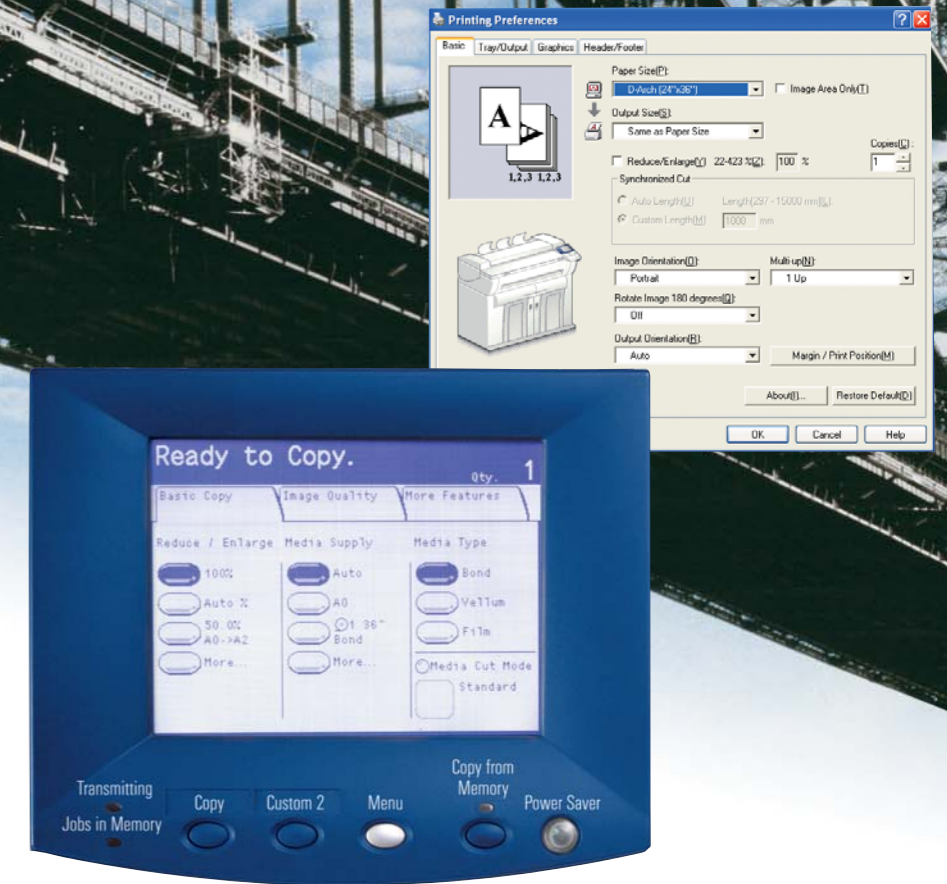 Printing Preferences
Basic Tray/Output Graphics Header/Footer
Paper Size(P):
D-Arch (24"x36") Image Area Only(T)
Output Size(S):
Same as Paper Size
Copies(C):
Reduce/Enlarge(Y) 22-423 %(Z): 100 % 1
Synchronized Cut
Auto Length(U) Length(297 - 15000 mm)
Custom Length(M) 1000 mm
A
A
1,2,3 1,2,3
Image Orientation(O): Multi up(N):
Portrait 1 Up
Rotate Image 180 degrees(Q):
Off
Output Orientation(R):
Auto Margin / Print Position(M)
About(I)... Restore Default(D)
OK Cancel Help
Ready to Copy.
Qty. 1
Basic Copy Image Quality More Features
Reduce / Enlarge Media Supply Media Type
100% Auto Bond
Auto % A0 Vellum
50.0% 1 36"
A0->A2 Bond Film
More... More... Media Cut Mode
Standard
Transmitting
Jobs in Memory
Copy Custom 2 Menu
Copy from
Memory
Power Saver